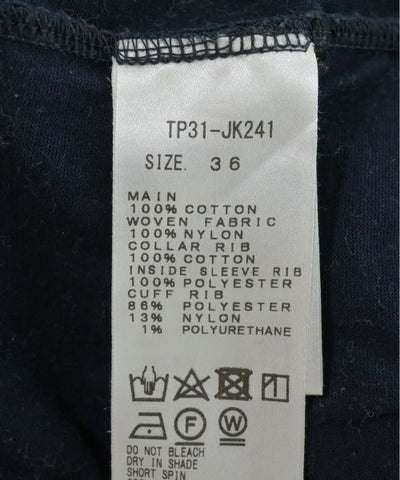 TP31-JK241
SIZE. 36
MAIN
100% COTTON
WOVEN FABRIC
100% NYLON
COLLAR RIB
100% COTTON
INSIDE SLEEVE RIB
100% POLYESTER
CUFF RIB
86% POLYESTER
13% NYLON
1% POLYURETHANE
F W
DO NOT BLEACH
DRY IN SHADE
SHORT SPIN